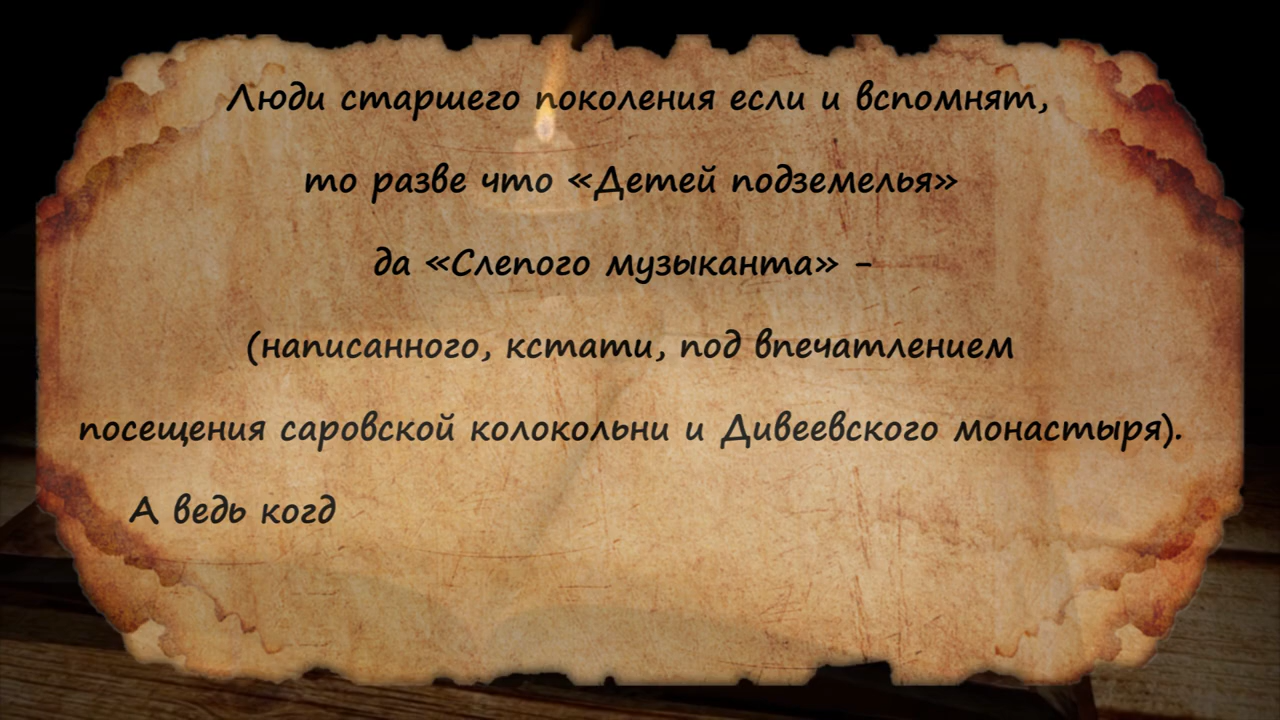 Люди старшего поколения если и вспомнят,
то разве что «Детей подземелья»
да «Слепого музыканта» –
(написанного, кстати, под впечатлением
посещения саровской колокольни и Дивеевского монастыря).
А ведь когд